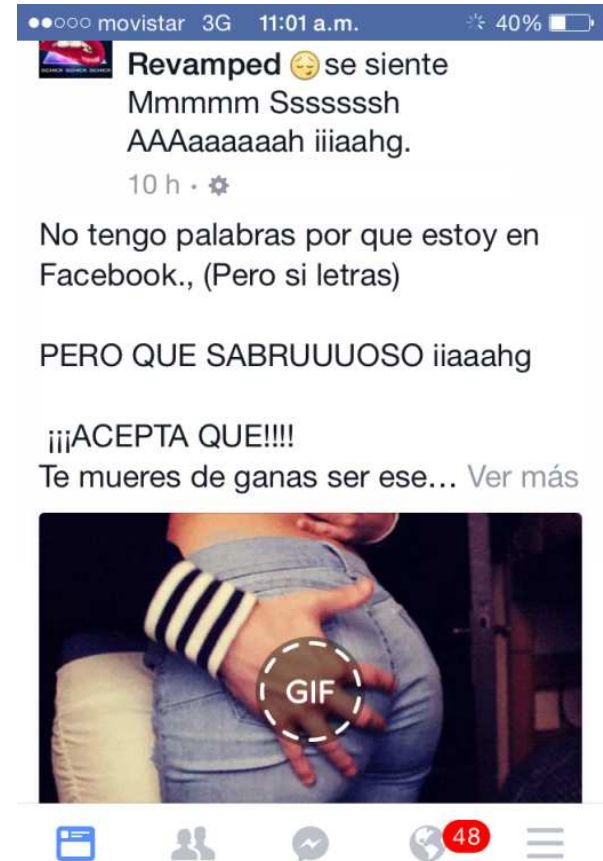 movistar 3G 11:01 a.m. 40%
Revamped 😌 se siente
Mmmmm Sssssssh
AAAaaaaaah iiiaahg.
10 h ·
No tengo palabras por que estoy en
Facebook., (Pero si letras)
PERO QUE SABRUUUOSO iiaaahg
¡¡¡ACEPTA QUE!!!!
Te mueres de ganas ser ese… Ver más
GIF
48